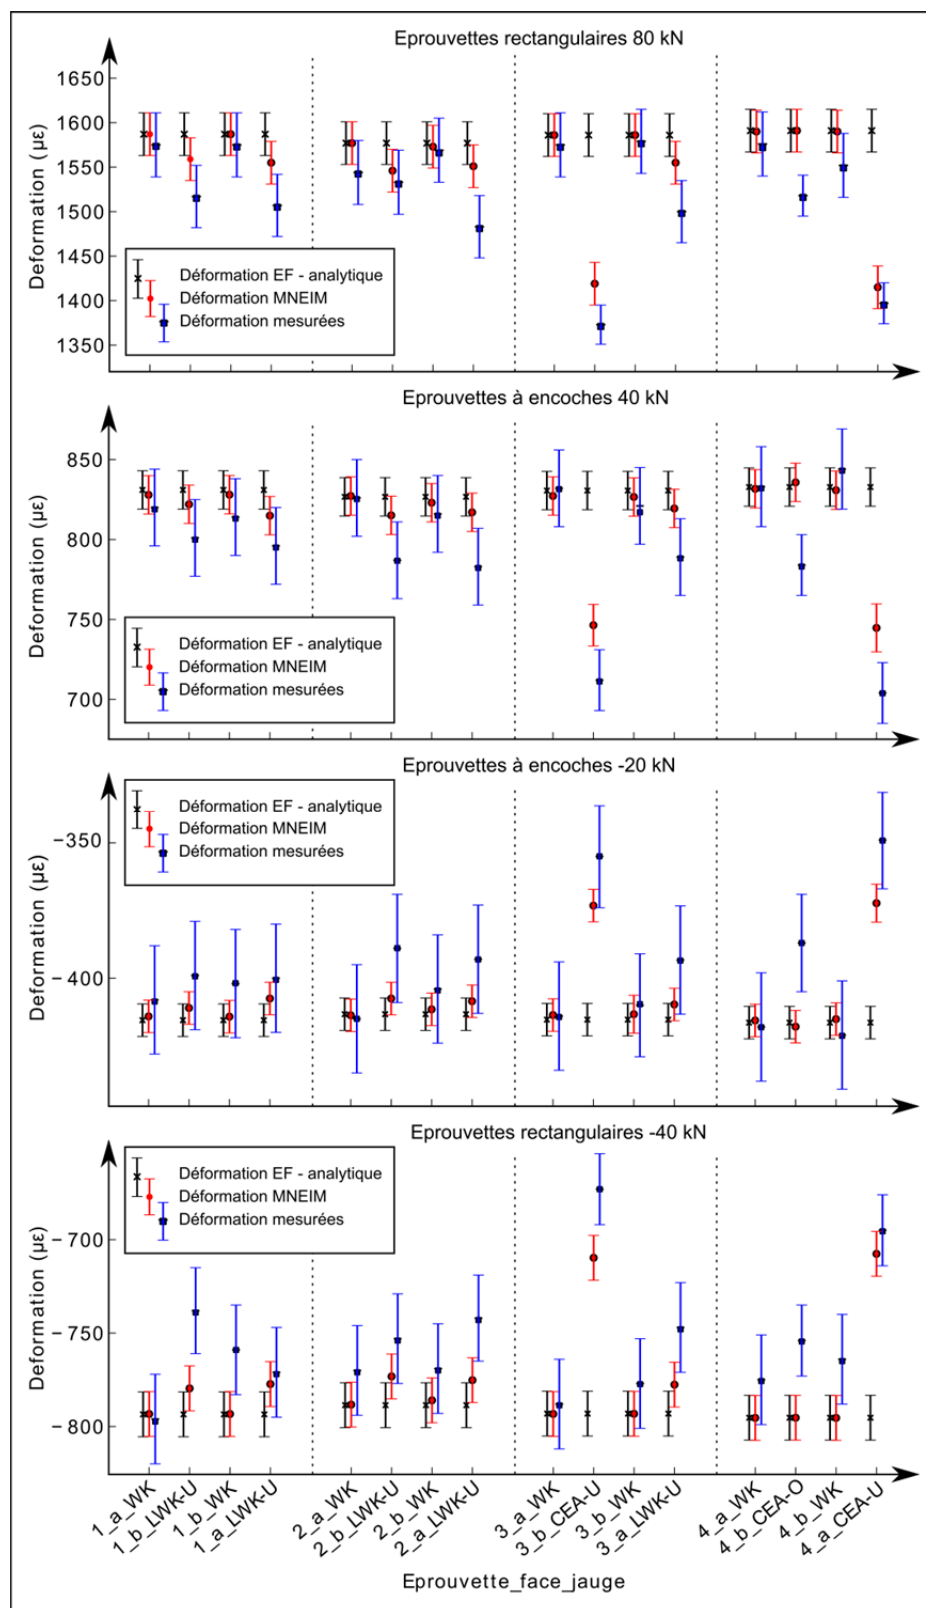 Eprouvettes rectangulaires 80 kN
Deformation (µε)
1650
1600
1550
1500
1450
1400
1350
Déformation EF - analytique
Déformation MNEIM
Déformation mesurées
Eprouvettes à encoches 40 kN
Deformation (µε)
850
800
750
700
Déformation EF - analytique
Déformation MNEIM
Déformation mesurées
Eprouvettes à encoches -20 kN
Deformation (µε)
−350
−400
Déformation EF - analytique
Déformation MNEIM
Déformation mesurées
Eprouvettes rectangulaires -40 kN
Deformation (µε)
−700
−750
−800
Déformation EF - analytique
Déformation MNEIM
Déformation mesurées
1_a_WK
1_b_LWK-U
1_b_WK
1_a_LWK-U
2_a_WK
2_b_LWK-U
2_b_WK
2_a_LWK-U
3_a_WK
3_b_CEA-U
3_b_WK
3_a_LWK-U
4_a_WK
4_b_CEA-O
4_b_WK
4_a_CEA-U
Eprouvette_face_jauge